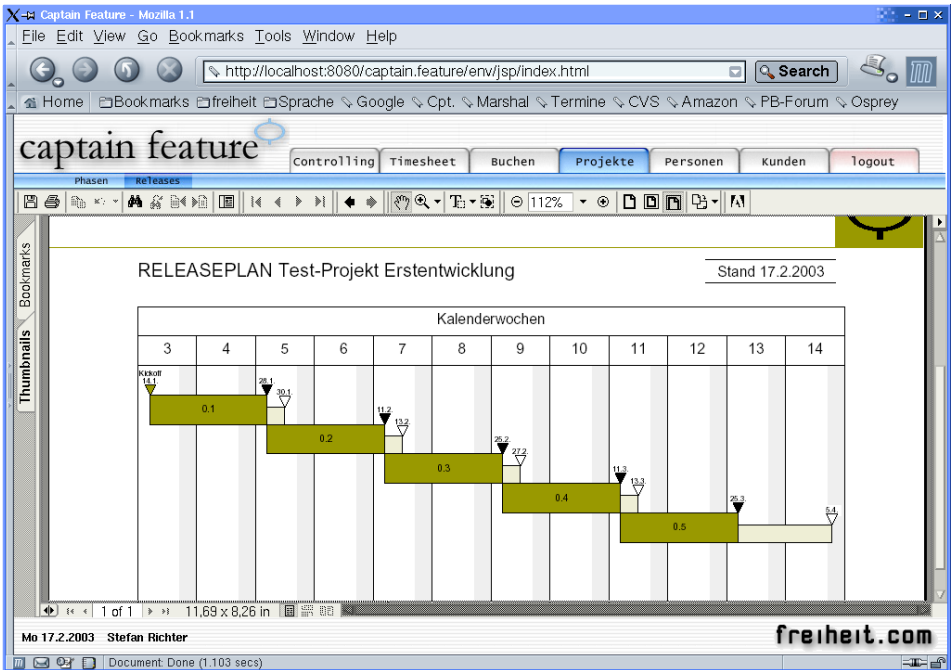 Captain Feature - Mozilla 1.1
File Edit View Go Bookmarks Tools Window Help
http://localhost:8080/captain.feature/env/jsp/index.html Search
Home Bookmarks freiheit Sprache Google Cpt. Marshal Termine CVS Amazon PB-Forum Osprey
captain feature
Controlling Timesheet Buchen Projekte Personen Kunden logout
Phasen Releases
112%
Bookmarks
Thumbnails
RELEASEPLAN Test-Projekt Erstentwicklung Stand 17.2.2003
Kalenderwochen
3 4 5 6 7 8 9 10 11 12 13 14
Kickoff
14.1. 28.1. 30.1.
0.1
11.2. 13.2.
0.2
25.2. 27.2.
0.3
11.3. 13.3.
0.4
25.3. 5.4.
0.5
1 of 1 11,69 x 8,26 in
Mo 17.2.2003 Stefan Richter freiheit.com
Document: Done (1.103 secs)